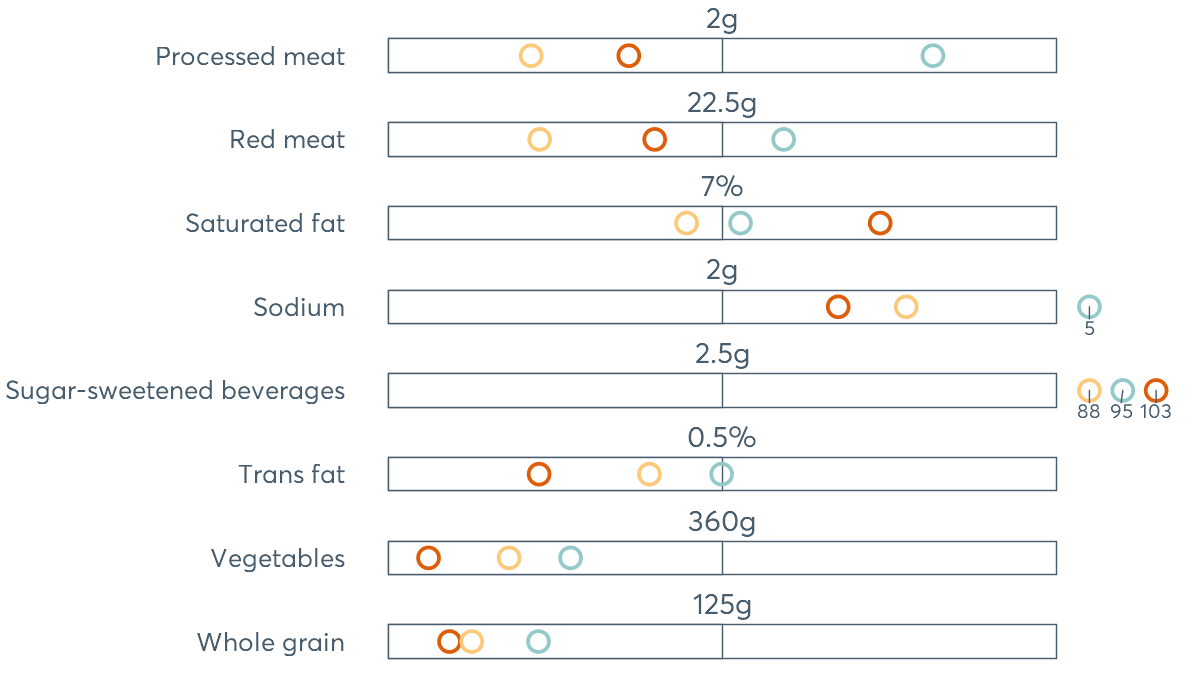 2g
Processed meat
22.5g
Red meat
7%
Saturated fat
2g
Sodium
5
2.5g
Sugar-sweetened beverages
88 95 103
0.5%
Trans fat
360g
Vegetables
125g
Whole grain